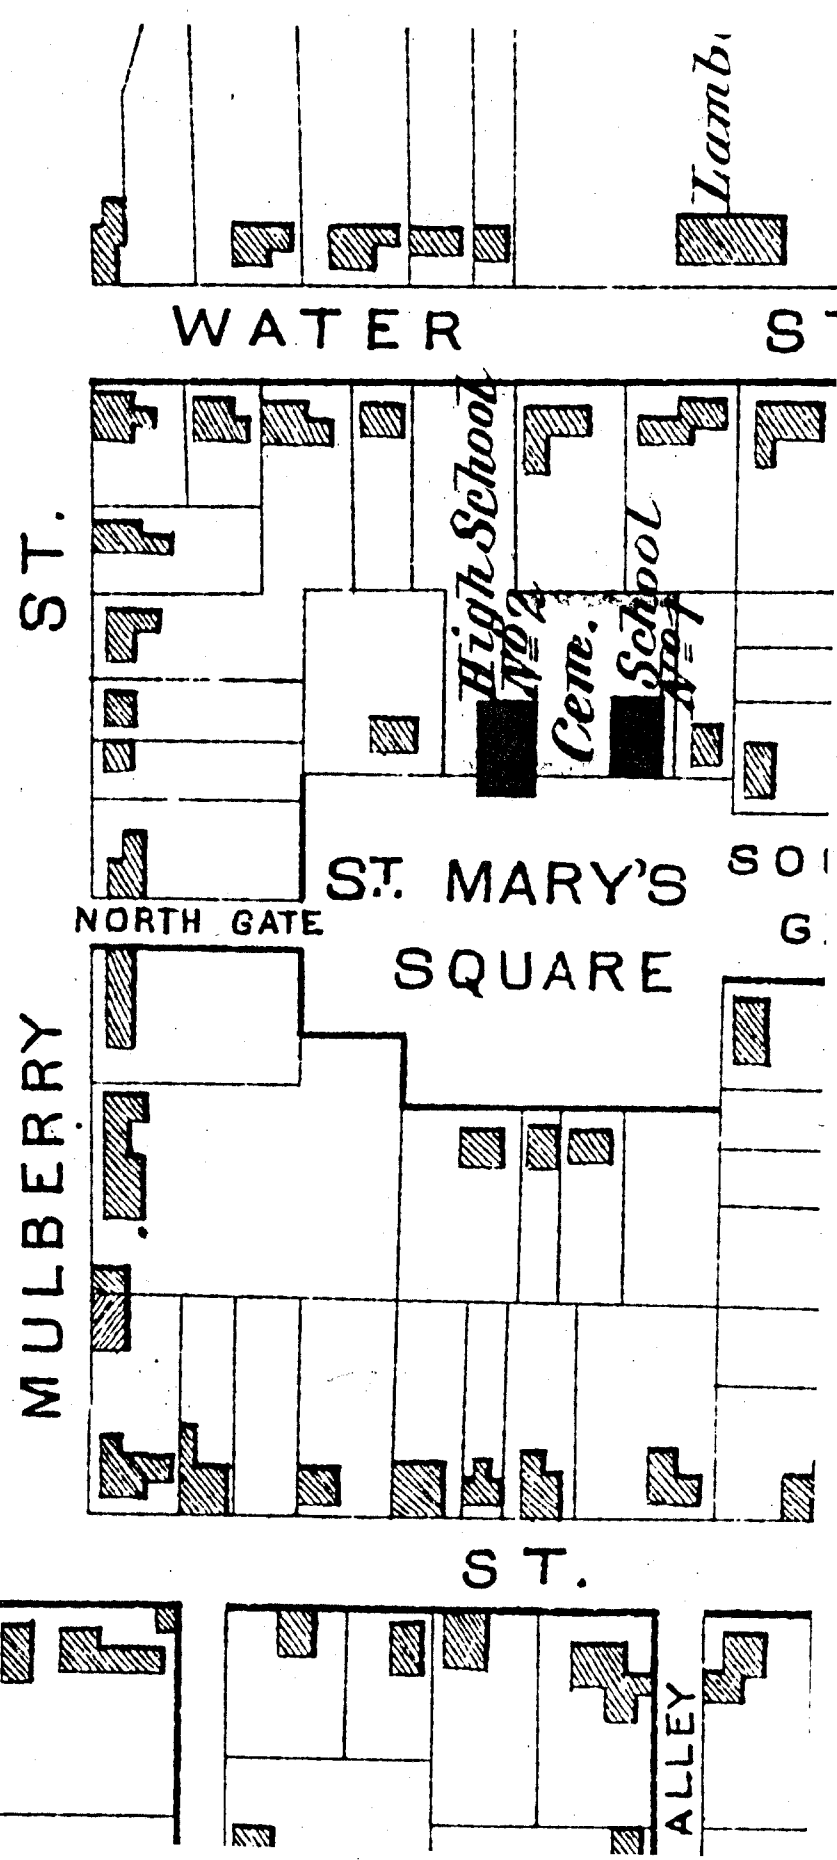 Lamb.
WATER S
High School
Nº 2
Cem.
School
Nº 1
MULBERRY ST.
ST. MARY'S
SQUARE
SO
G
NORTH GATE
ST.
ALLEY